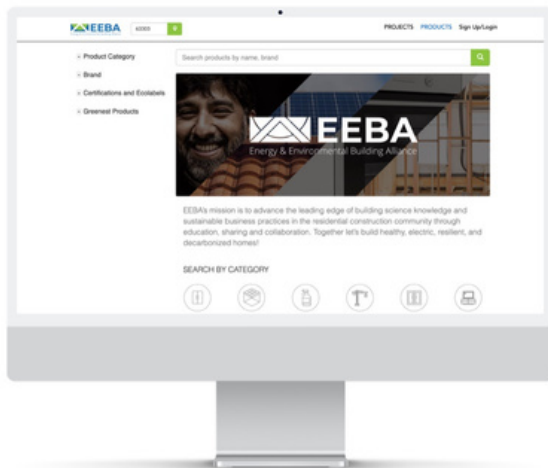 EEBA
PROJECTS PRODUCTS Sign Up/Login
Product Category
Brand
Certifications and Ecolabels
Greenest Products
Search products by name, brand
EEBA
Energy & Environmental Building Alliance
EEBA's mission is to advance the leading edge of building science knowledge and
sustainable business practices in the residential construction community through
education, sharing and collaboration. Together let's build healthy, electric, resilient, and
decarbonized homes!
SEARCH BY CATEGORY